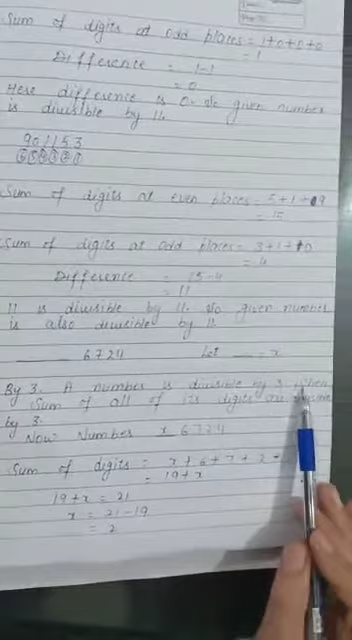 Sum of digits at odd places = 1+0+0+0
= 1
Difference = 1-1
= 0
Here difference is 0. So given number
is divisible by 11.
901153
⑥⑤④③②①
Sum of digits at even places = 5+1+9
= 15
Sum of digits at odd places = 3+1+0
= 4
Difference = 15-4
= 11
11 is divisible by 11. So given number
is also divisible by 11
____ 6724 Let ___ = x
By 3: A number is divisible by 3 when
Sum of all of its digits
by 3.
Now Number x 6724
Sum of digits = x + 6 + 7 + 2 +
= 19+x
19+x = 21
x = 21-19
= 2